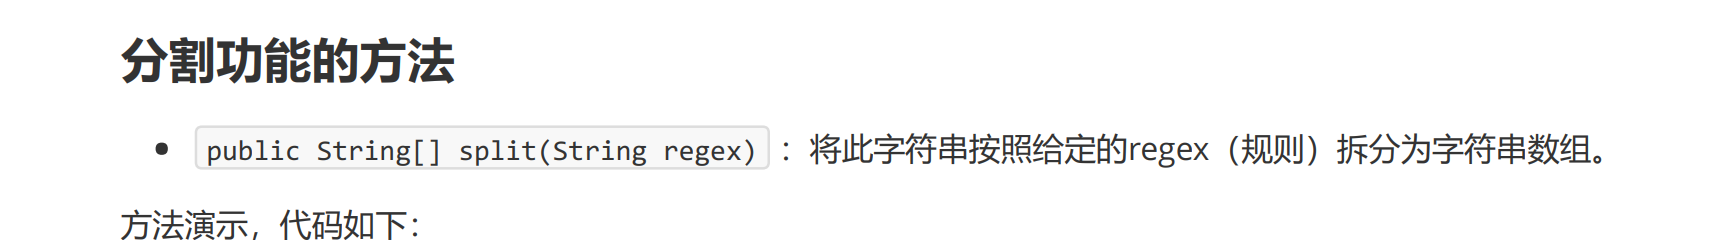 分割功能的方法
• public String[] split(String regex) ：将此字符串按照给定的regex（规则）拆分为字符串数组。
方法演示，代码如下：